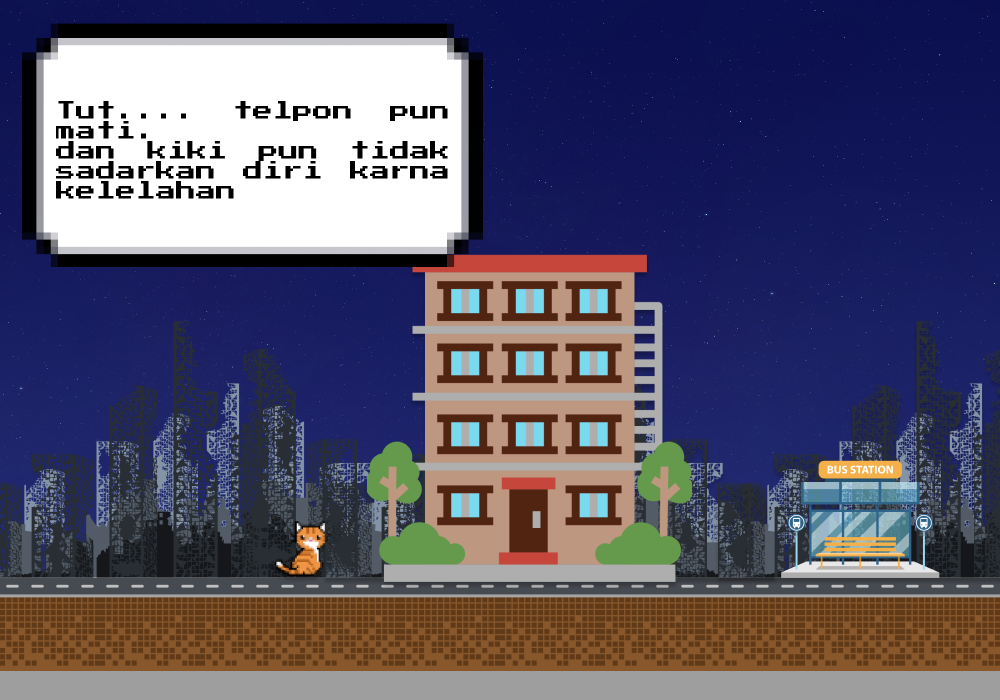 Tut.... telpon pun
mati.
dan kiki pun tidak
sadarkan diri karna
kelelahan
BUS STATION